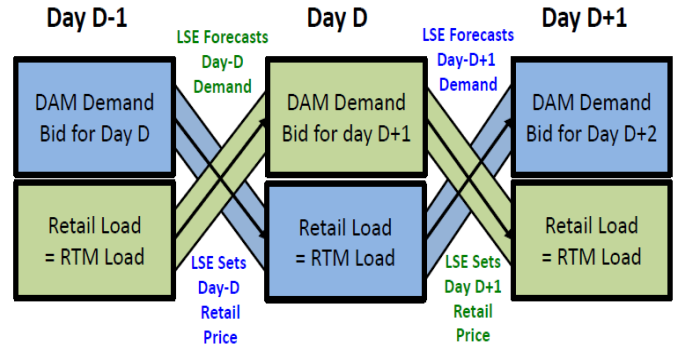 Day D-1
Day D
Day D+1
LSE Forecasts
Day-D
Demand
LSE Forecasts
Day-D+1
Demand
DAM Demand
Bid for Day D
DAM Demand
Bid for day D+1
DAM Demand
Bid for Day D+2
Retail Load
= RTM Load
Retail Load
= RTM Load
Retail Load
= RTM Load
LSE Sets
Day-D
Retail
Price
LSE Sets
Day D+1
Retail
Price